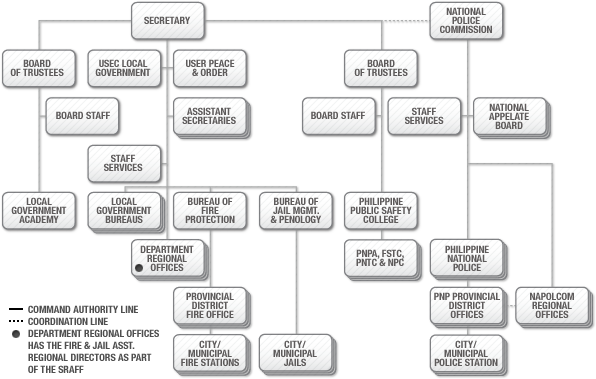 SECRETARY
NATIONAL
POLICE
COMMISSION
BOARD
OF TRUSTEES
USEC LOCAL
GOVERNMENT
USER PEACE
& ORDER
BOARD
OF TRUSTEES
BOARD STAFF
ASSISTANT
SECRETARIES
BOARD STAFF
STAFF
SERVICES
NATIONAL
APPELATE
BOARD
STAFF
SERVICES
LOCAL
GOVERNMENT
ACADEMY
LOCAL
GOVERNMENT
BUREAUS
BUREAU OF
FIRE
PROTECTION
BUREAU OF
JAIL MGMT.
& PENOLOGY
PHILIPPINE
PUBLIC SAFETY
COLLEGE
DEPARTMENT
REGIONAL
OFFICES
PNPA, FSTC,
PNTC & NPC
PHILIPPINE
NATIONAL
POLICE
PROVINCIAL
DISTRICT
FIRE OFFICE
PNP PROVINCIAL
DISTRICT
OFFICES
NAPOLCOM
REGIONAL
OFFICES
CITY/
MUNICIPAL
FIRE STATIONS
CITY/
MUNICIPAL
JAILS
CITY/
MUNICIPAL
POLICE STATION
COMMAND AUTHORITY LINE
COORDINATION LINE
DEPARTMENT REGIONAL OFFICES
HAS THE FIRE & JAIL ASST.
REGIONAL DIRECTORS AS PART
OF THE SRAFF